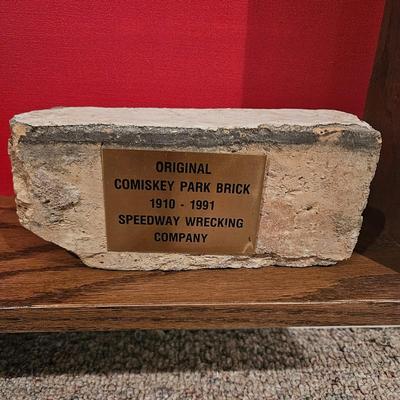 ORIGINAL
COMISKEY PARK BRICK
1910 - 1991
SPEEDWAY WRECKING
COMPANY